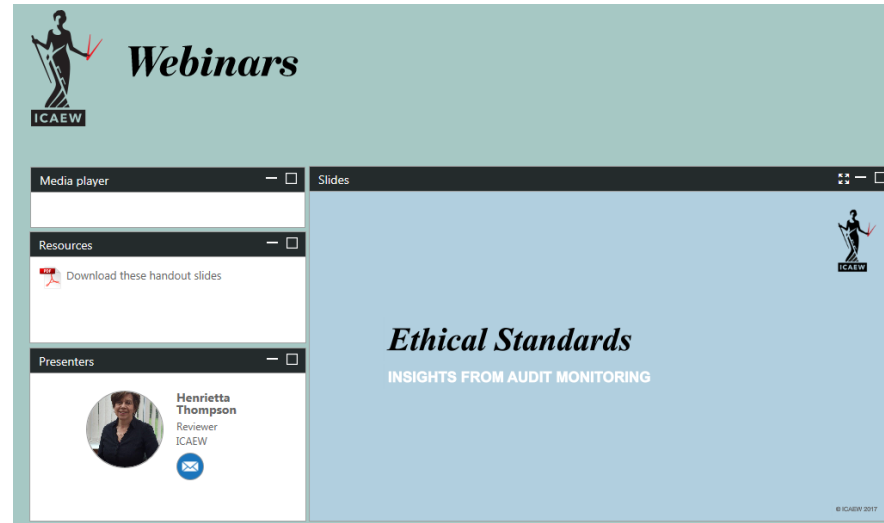 ICAEW
Webinars
Media player
Resources
Download these handout slides
Presenters
Henrietta
Thompson
Reviewer
ICAEW
Slides
ICAEW
Ethical Standards
INSIGHTS FROM AUDIT MONITORING
© ICAEW 2017